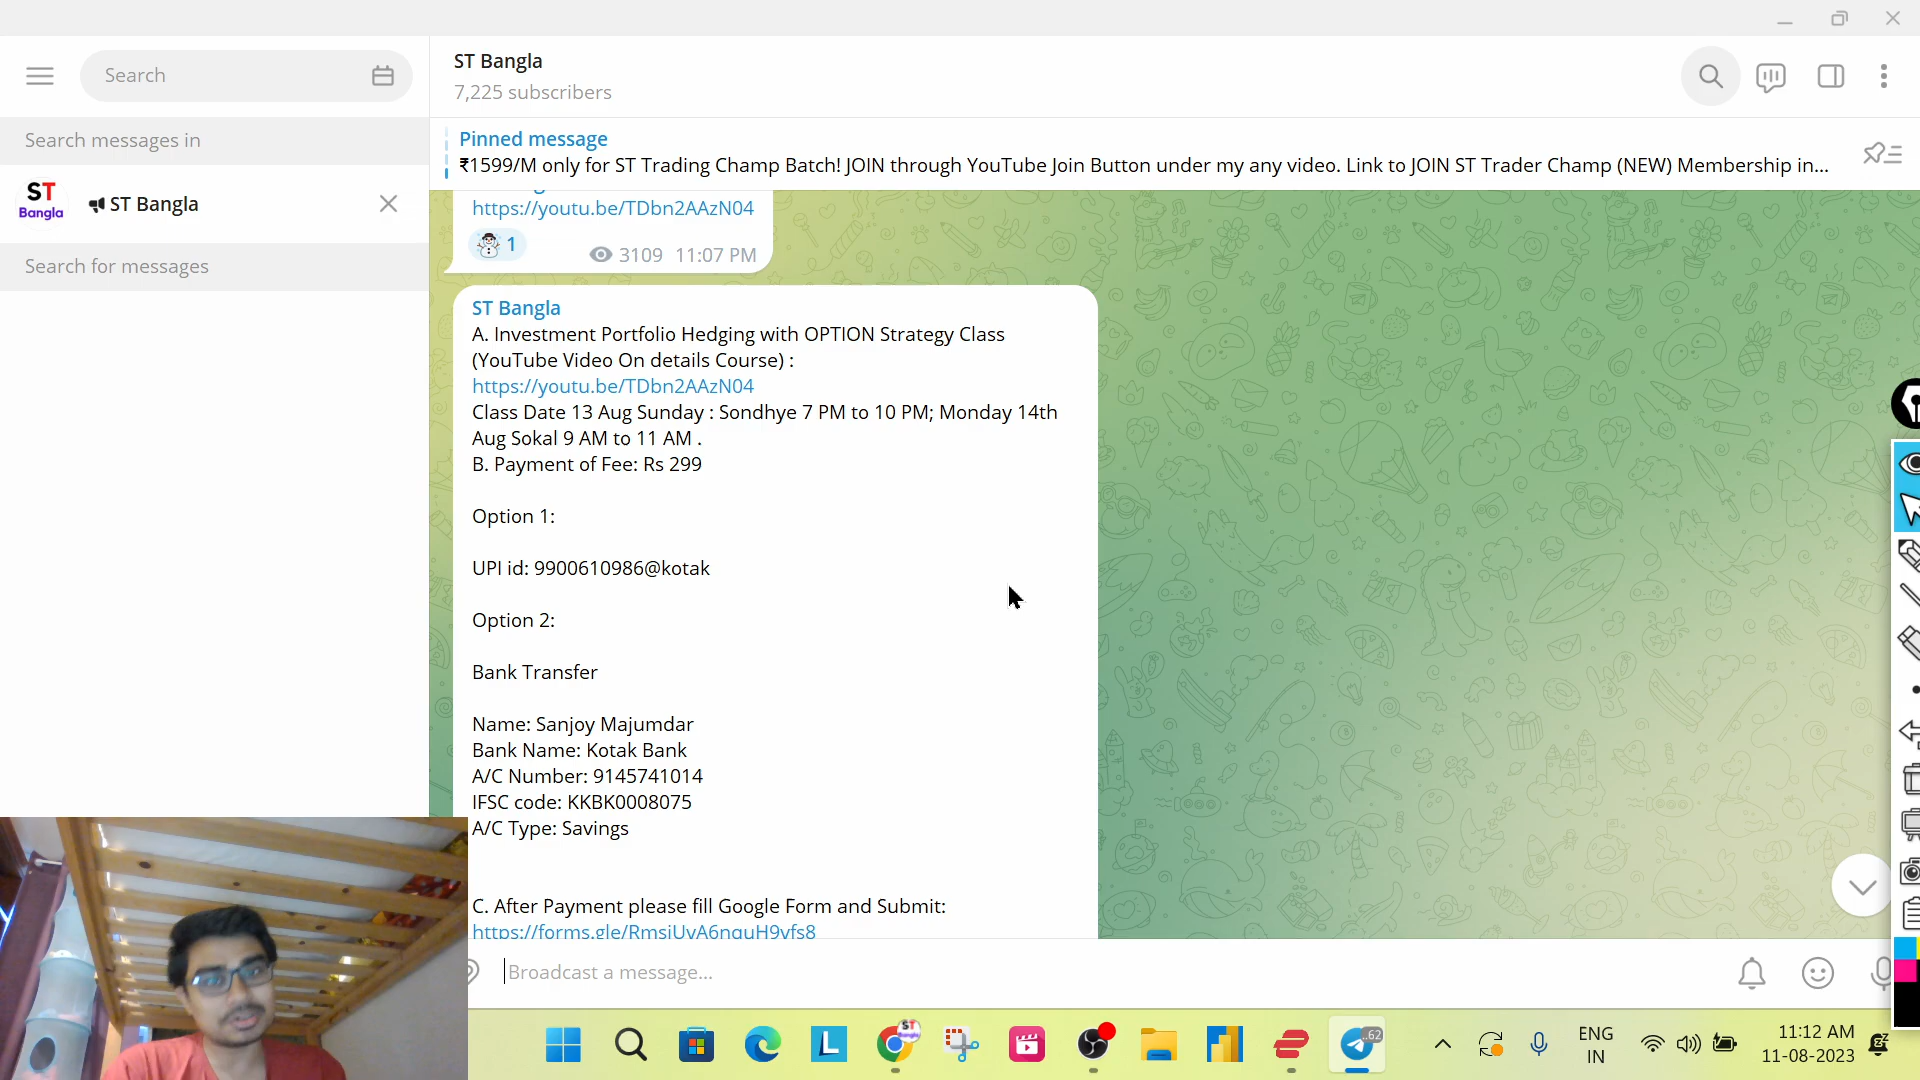 Search
ST Bangla
7,225 subscribers
Search messages in
Pinned message
₹1599/M only for ST Trading Champ Batch! JOIN through YouTube Join Button under my any video. Link to JOIN ST Trader Champ (NEW) Membership in...
ST
Bangla
ST Bangla
Search for messages
https://youtu.be/TDbn2AAzN04
1
3109 11:07 PM
ST Bangla
A. Investment Portfolio Hedging with OPTION Strategy Class
(YouTube Video On details Course) :
https://youtu.be/TDbn2AAzN04
Class Date 13 Aug Sunday : Sondhye 7 PM to 10 PM; Monday 14th
Aug Sokal 9 AM to 11 AM .
B. Payment of Fee: Rs 299
Option 1:
UPI id: 9900610986@kotak
Option 2:
Bank Transfer
Name: Sanjoy Majumdar
Bank Name: Kotak Bank
A/C Number: 9145741014
IFSC code: KKBK0008075
A/C Type: Savings
C. After Payment please fill Google Form and Submit:
https://forms.gle/RmsiUyA6nquH9yfs8
Broadcast a message...
L
ST
..62
ENG
IN
11:12 AM
11-08-2023